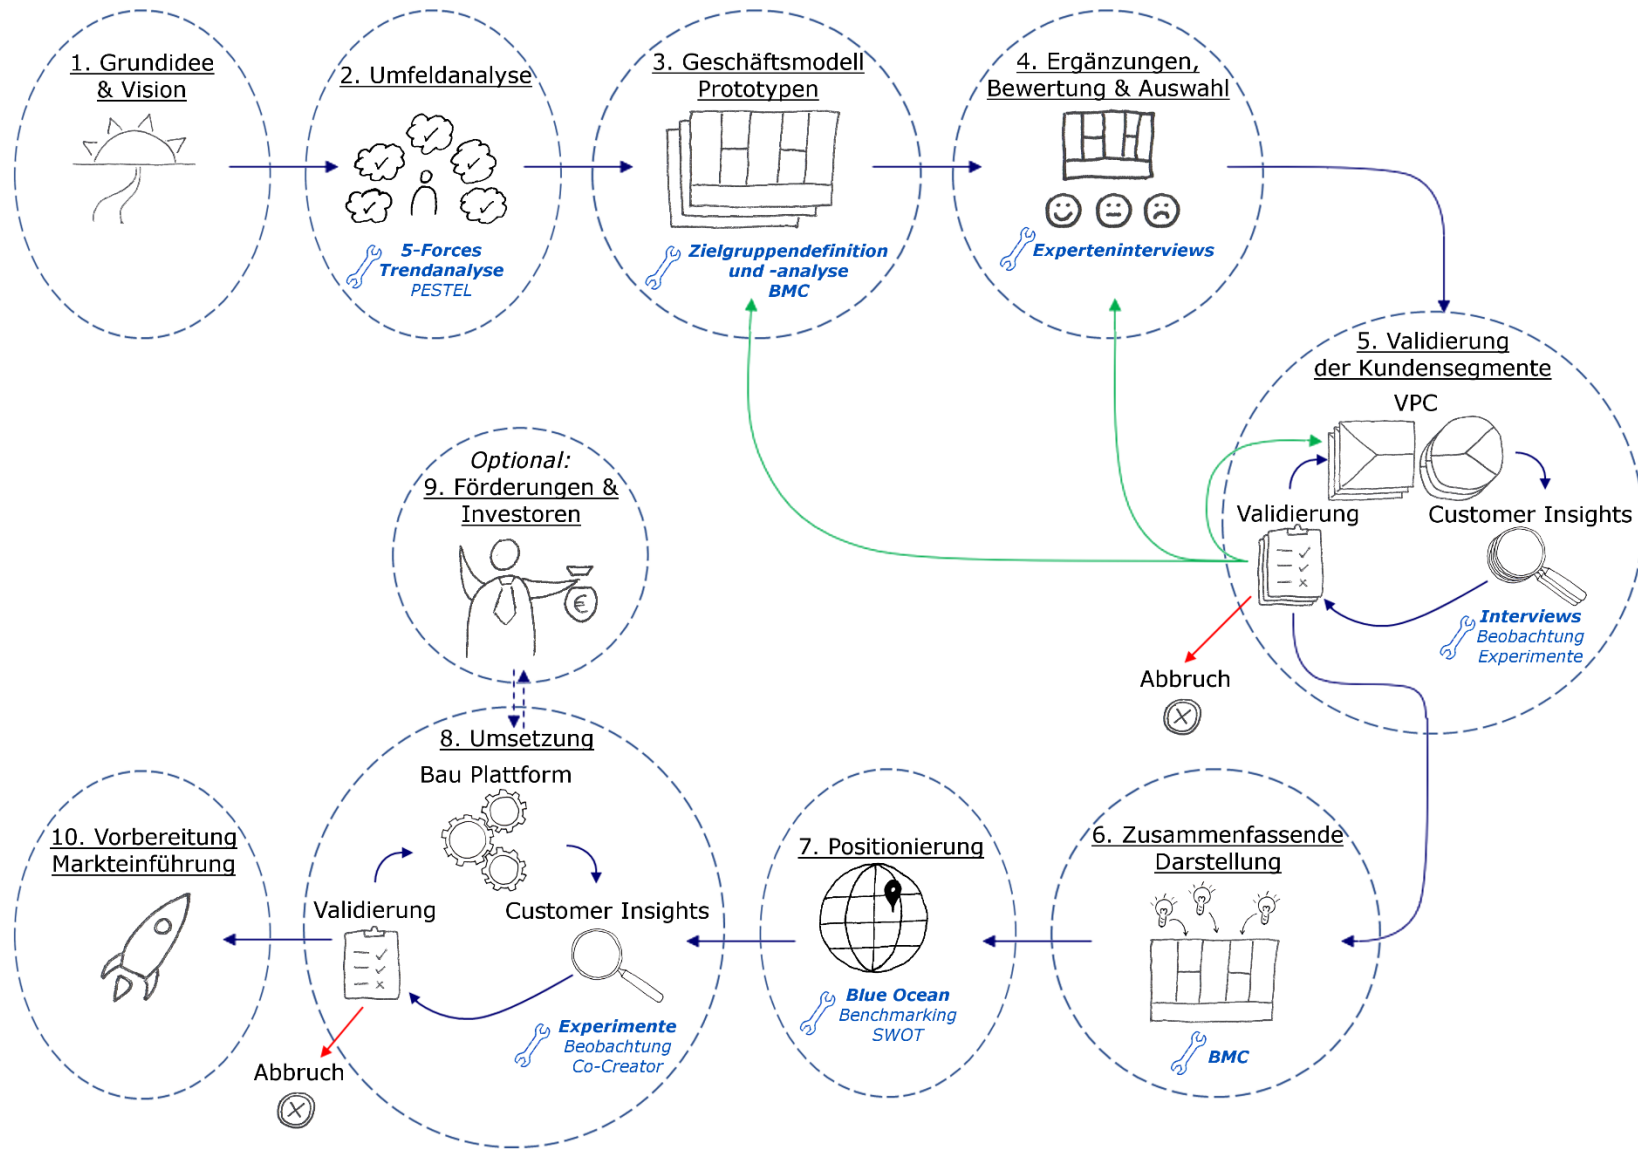 1. Grundidee
& Vision
2. Umfeldanalyse
5-Forces
Trendanalyse
PESTEL
3. Geschäftsmodell
Prototypen
Zielgruppendefinition
und -analyse
BMC
4. Ergänzungen,
Bewertung & Auswahl
Experteninterviews
5. Validierung
der Kundensegmente
VPC
Validierung
Customer Insights
Interviews
Beobachtung
Experimente
Abbruch
6. Zusammenfassende
Darstellung
BMC
7. Positionierung
Blue Ocean
Benchmarking
SWOT
8. Umsetzung
Bau Plattform
Validierung
Customer Insights
Experimente
Beobachtung
Co-Creator
Abbruch
Optional:
9. Förderungen &
Investoren
€
10. Vorbereitung
Markteinführung